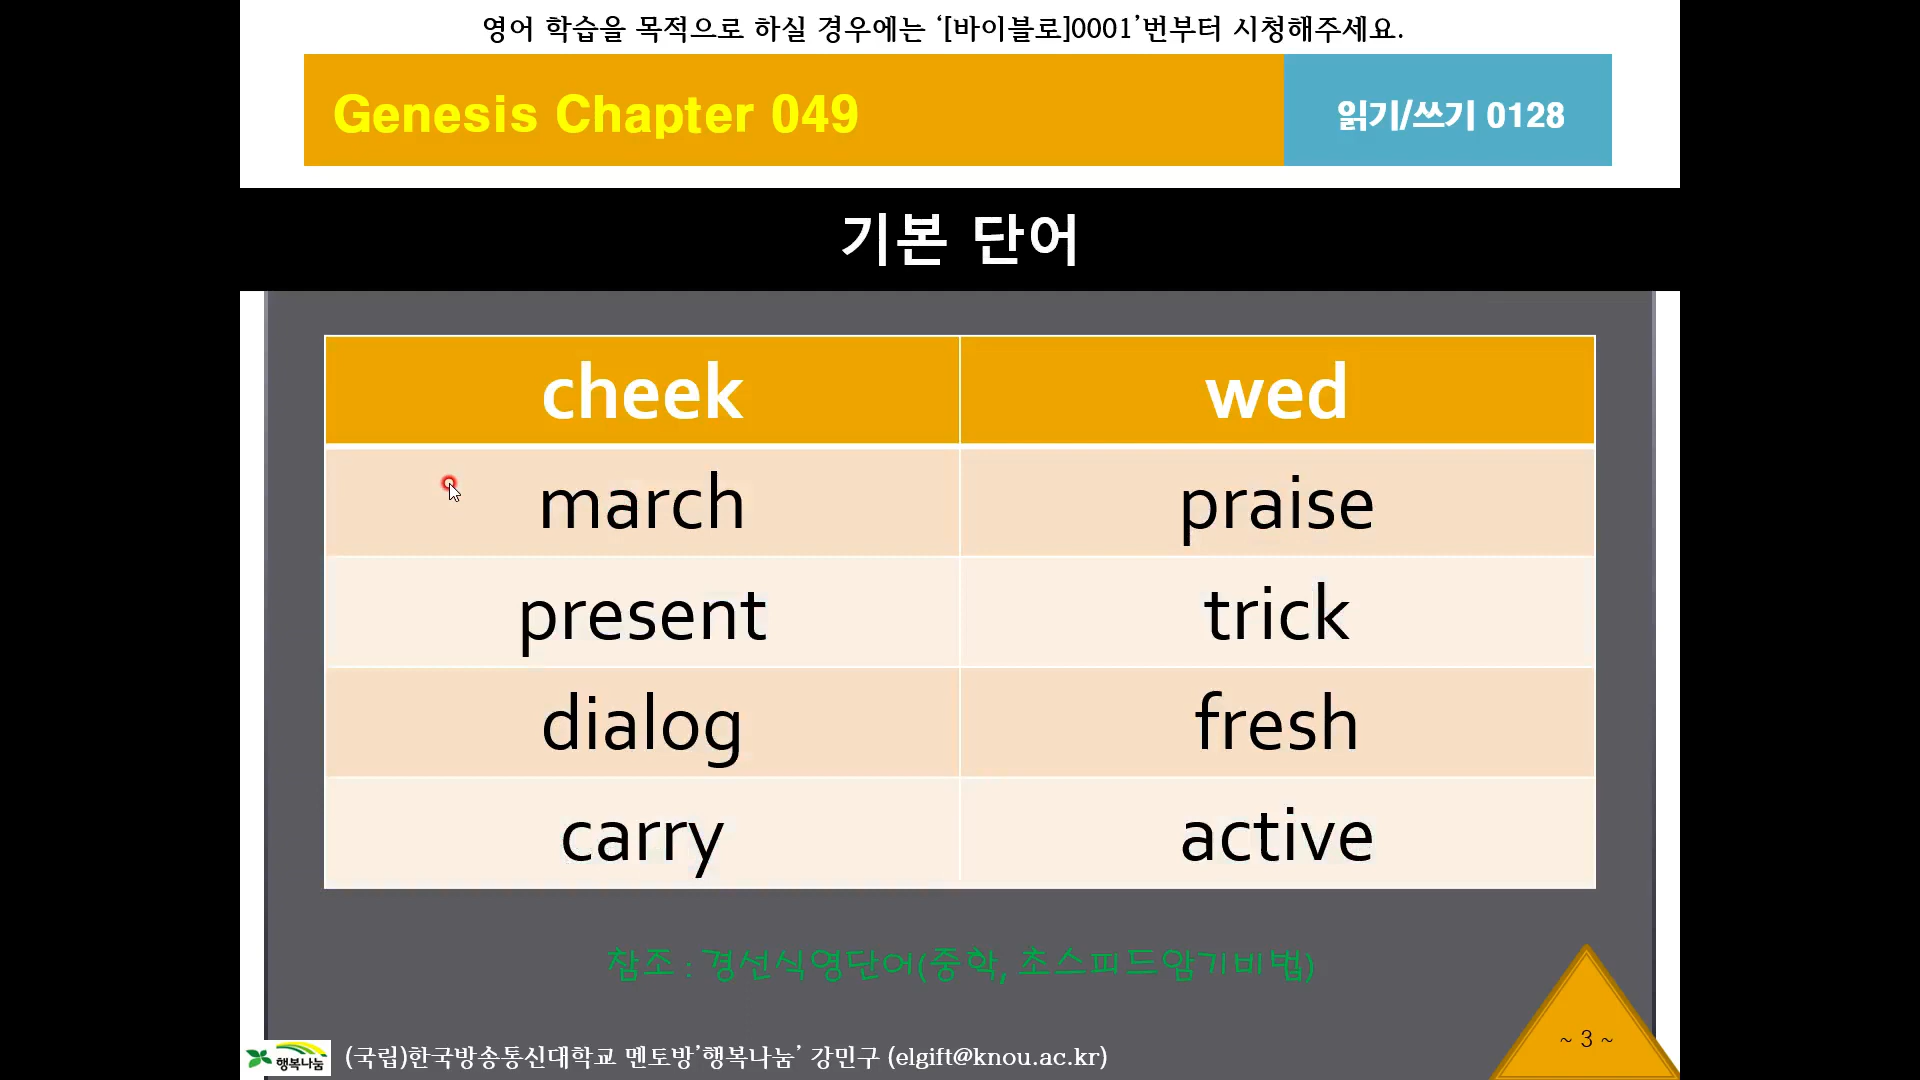 영어 학습을 목적으로 하실 경우에는 ‘[바이블로]0001’번부터 시청해주세요.
Genesis Chapter 049
읽기/쓰기 0128
기본 단어
cheek wed
march praise
present trick
dialog fresh
carry active
참조 : 경선식영단어(중학, 초스피드암기비법)
~ 3 ~
행복나눔
(국립)한국방송통신대학교 멘토방’행복나눔’ 강민구 (elgift@knou.ac.kr)